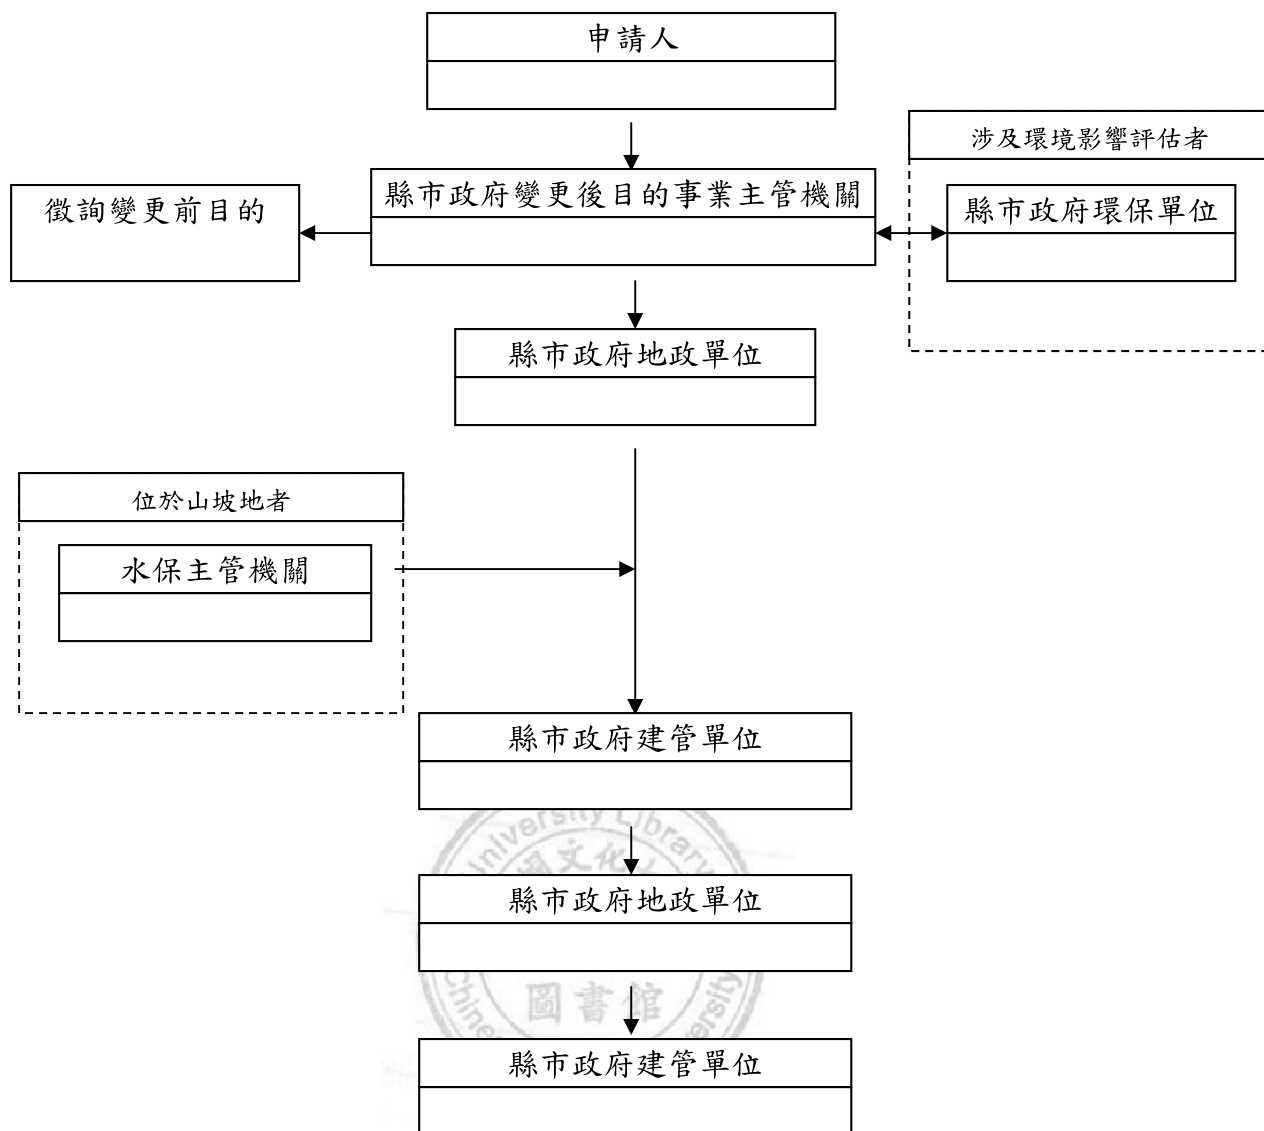 申請人
涉及環境影響評估者
縣市政府變更後目的事業主管機關
徵詢變更前目的
縣市政府環保單位
縣市政府地政單位
位於山坡地者
水保主管機關
縣市政府建管單位
University Library
文化
縣市政府地政單位
圖書館
縣市政府建管單位